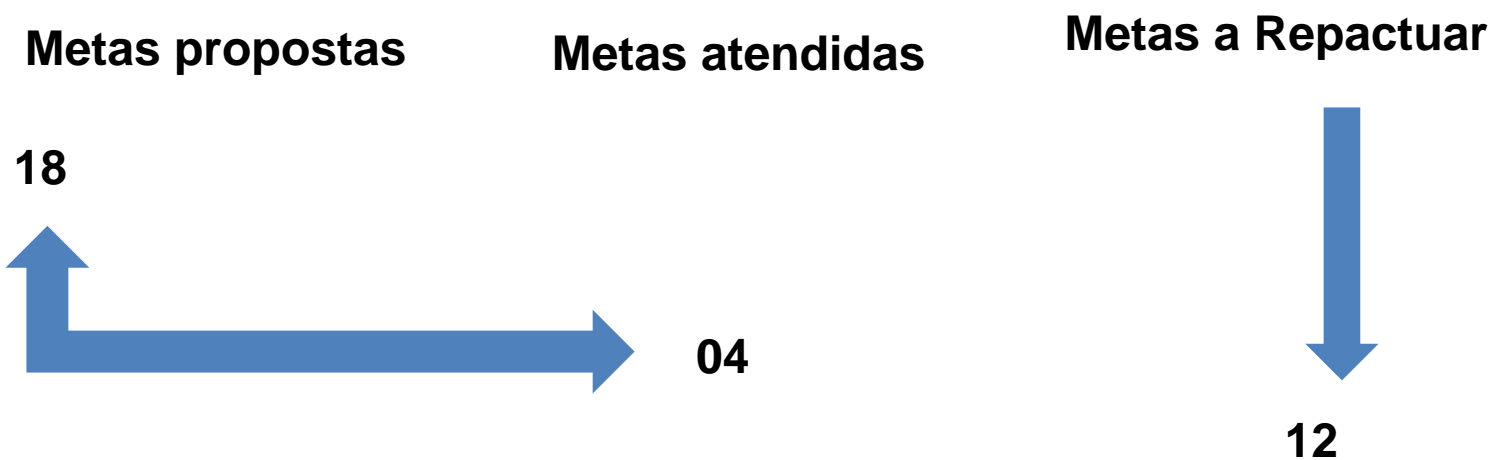 Metas propostas
Metas atendidas
Metas a Repactuar
18
04
12